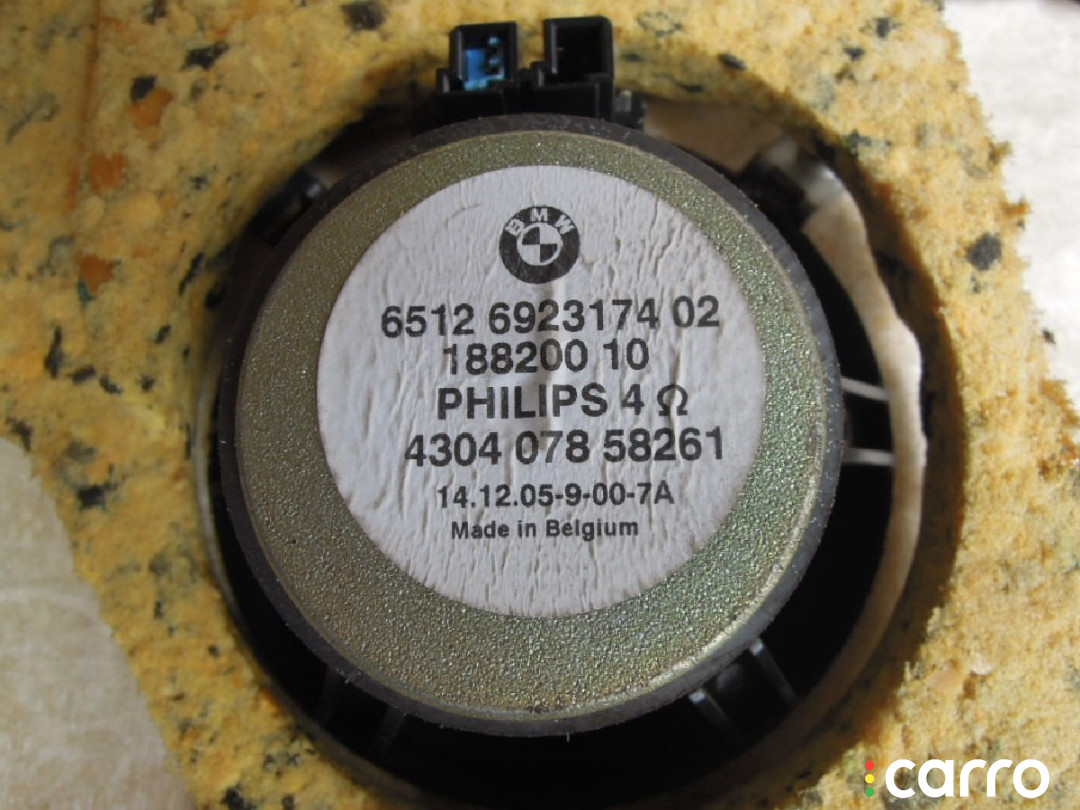 BMW
6512 6923174 02
188200 10
PHILIPS 4 Ω
4304 078 58261
14.12.05-9-00-7A
Made in Belgium
carro